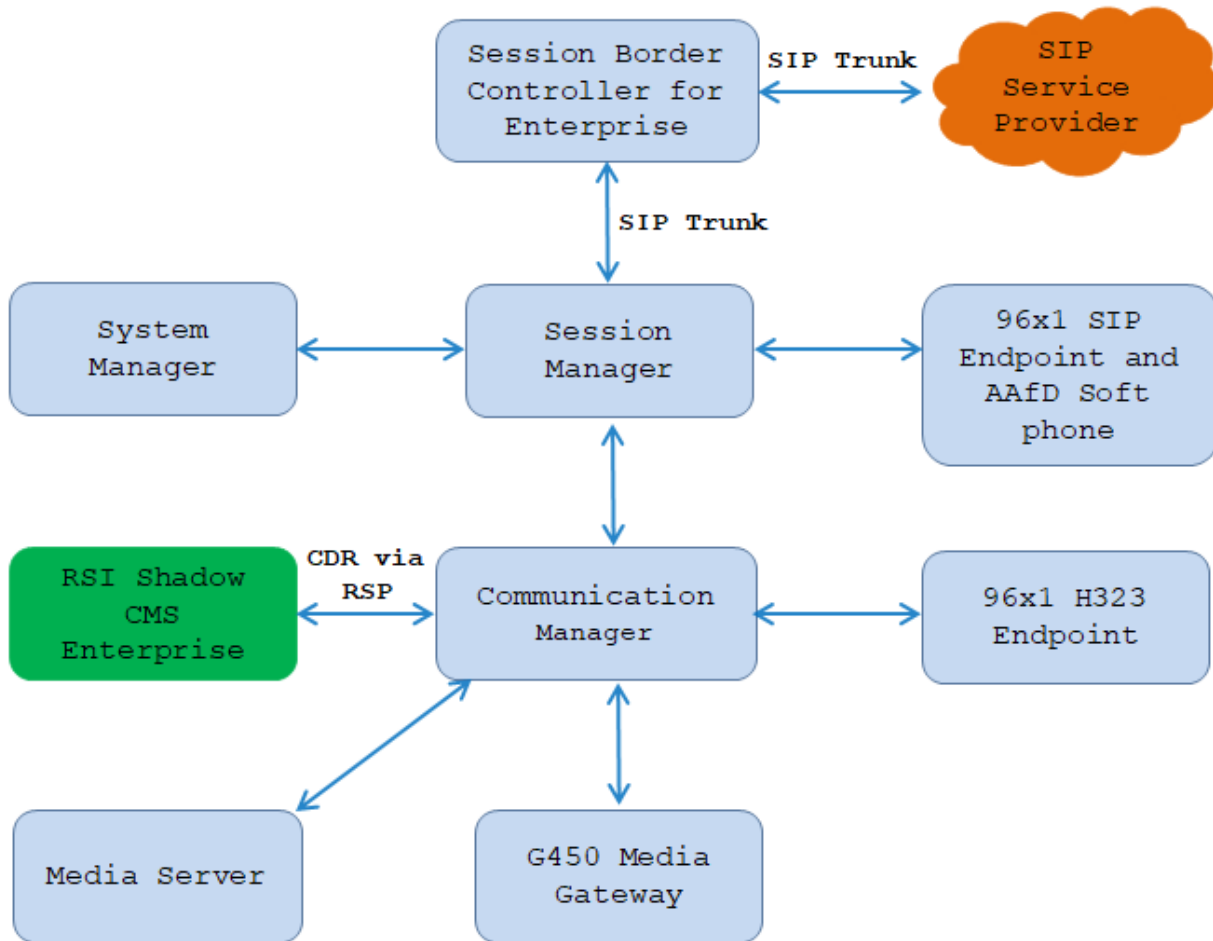 Session Border
Controller for
Enterprise
SIP Trunk
SIP
Service
Provider
SIP Trunk
System
Manager
Session
Manager
96x1 SIP
Endpoint and
AAfD Soft
phone
RSI Shadow
CMS
Enterprise
CDR via
RSP
Communication
Manager
96x1 H323
Endpoint
Media Server
G450 Media
Gateway